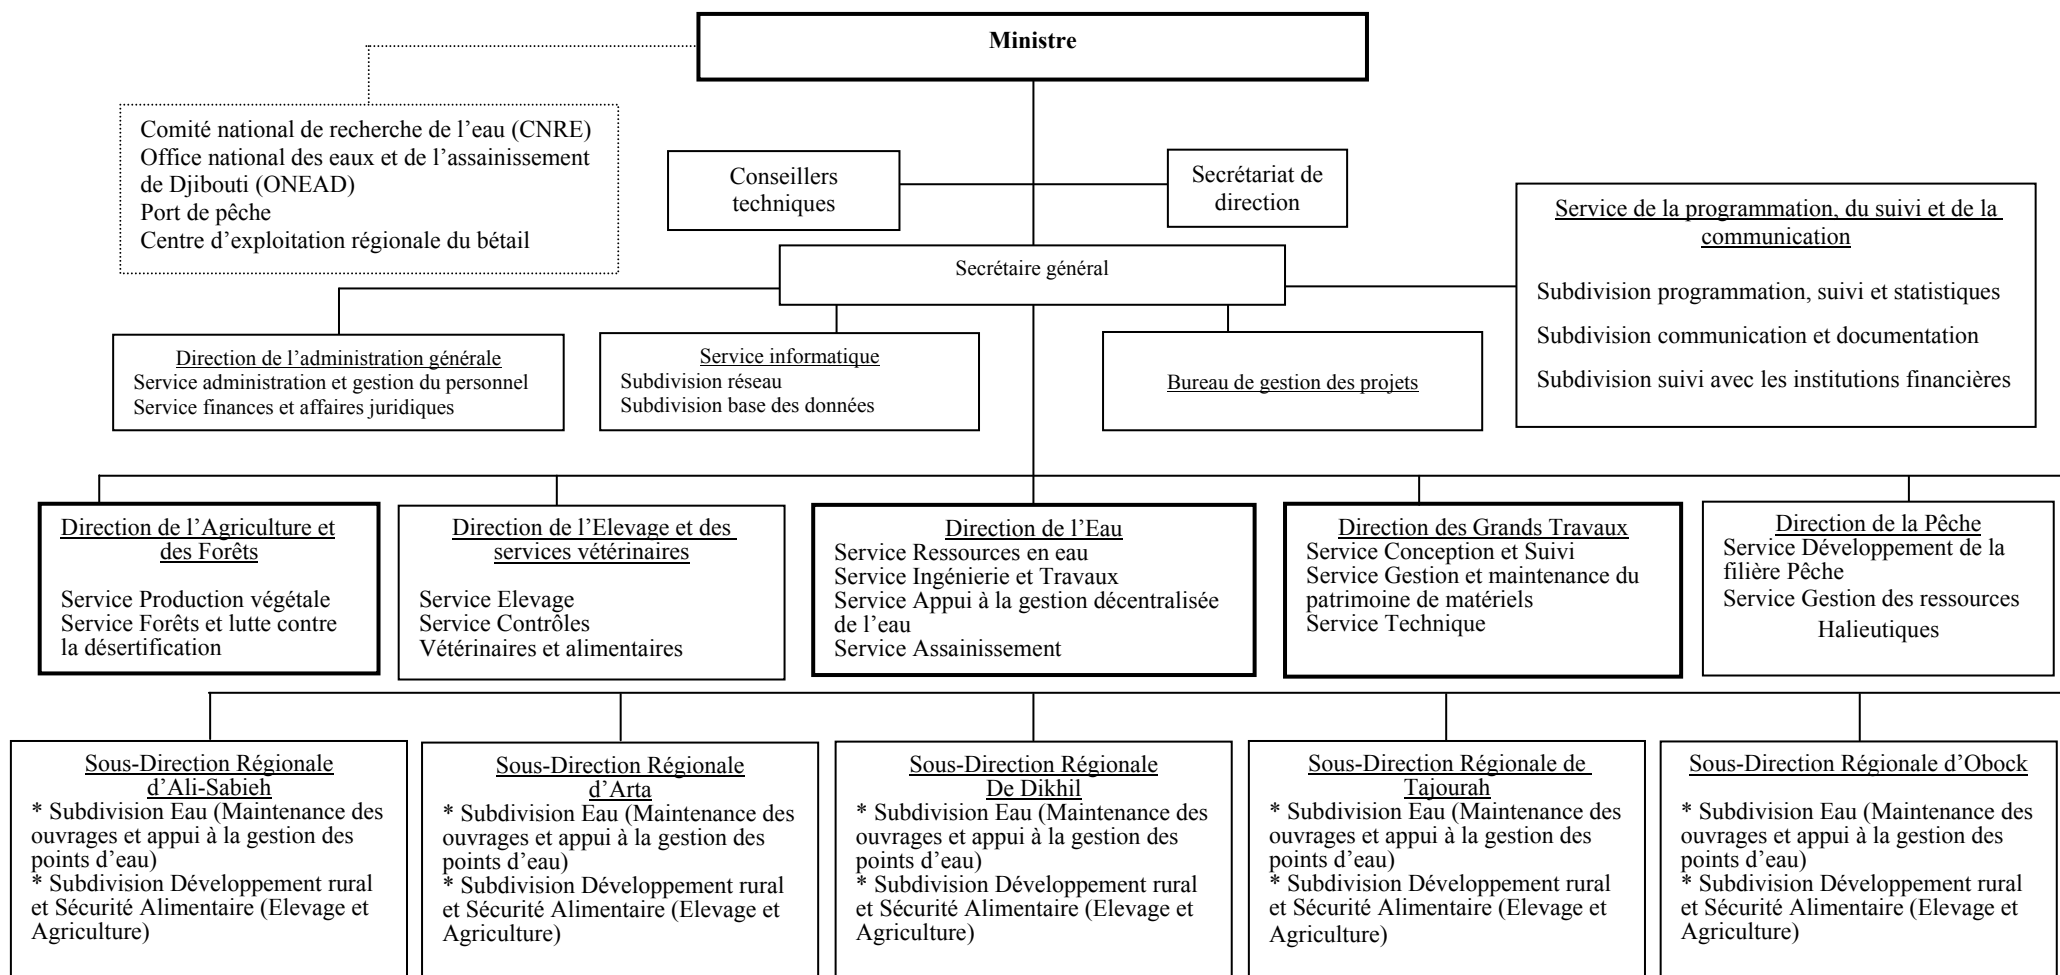 Ministre
Comité national de recherche de l’eau (CNRE)
Office national des eaux et de l’assainissement
de Djibouti (ONEAD)
Port de pêche
Centre d’exploitation régionale du bétail
Conseillers
techniques
Secrétariat de
direction
Service de la programmation, du suivi et de la
communication
Subdivision programmation, suivi et statistiques
Subdivision communication et documentation
Subdivision suivi avec les institutions financières
Secrétaire général
Direction de l’administration générale
Service administration et gestion du personnel
Service finances et affaires juridiques
Service informatique
Subdivision réseau
Subdivision base des données
Bureau de gestion des projets
Direction de l’Agriculture et
des Forêts
Service Production végétale
Service Forêts et lutte contre
la désertification
Direction de l’Elevage et des
services vétérinaires
Service Elevage
Service Contrôles
Vétérinaires et alimentaires
Direction de l’Eau
Service Ressources en eau
Service Ingénierie et Travaux
Service Appui à la gestion décentralisée
de l’eau
Service Assainissement
Direction des Grands Travaux
Service Conception et Suivi
Service Gestion et maintenance du
patrimoine de matériels
Service Technique
Direction de la Pêche
Service Développement de la
filière Pêche
Service Gestion des ressources
Halieutiques
Sous-Direction Régionale
d’Ali-Sabieh
* Subdivision Eau (Maintenance des
ouvrages et appui à la gestion des
points d’eau)
* Subdivision Développement rural
et Sécurité Alimentaire (Elevage et
Agriculture)
Sous-Direction Régionale
d’Arta
* Subdivision Eau (Maintenance des
ouvrages et appui à la gestion des
points d’eau)
* Subdivision Développement rural
et Sécurité Alimentaire (Elevage et
Agriculture)
Sous-Direction Régionale
De Dikhil
* Subdivision Eau (Maintenance des
ouvrages et appui à la gestion des
points d’eau)
* Subdivision Développement rural
et Sécurité Alimentaire (Elevage et
Agriculture)
Sous-Direction Régionale de
Tajourah
* Subdivision Eau (Maintenance des
ouvrages et appui à la gestion des
points d’eau)
* Subdivision Développement rural
et Sécurité Alimentaire (Elevage et
Agriculture)
Sous-Direction Régionale d’Obock
* Subdivision Eau (Maintenance des
ouvrages et appui à la gestion des
points d’eau)
* Subdivision Développement rural
et Sécurité Alimentaire (Elevage et
Agriculture)